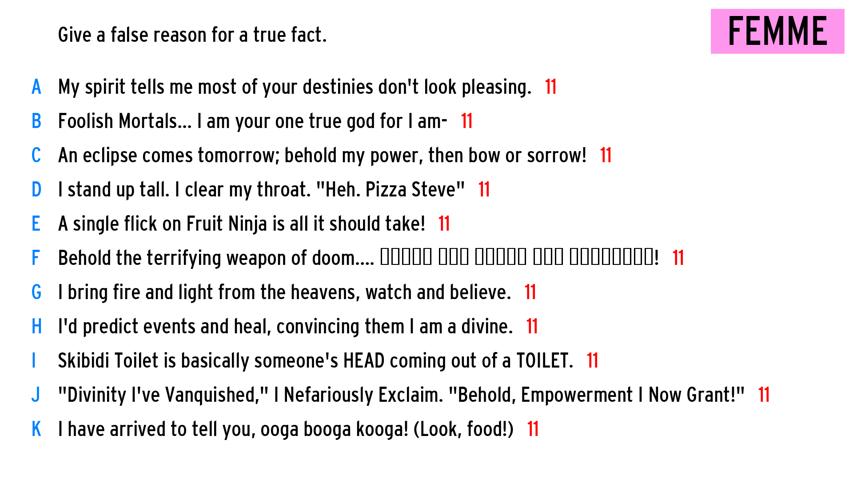 Give a false reason for a true fact.
FEMME
A My spirit tells me most of your destinies don't look pleasing. 11
B Foolish Mortals... I am your one true god for I am- 11
C An eclipse comes tomorrow; behold my power, then bow or sorrow! 11
D I stand up tall. I clear my throat. "Heh. Pizza Steve" 11
E A single flick on Fruit Ninja is all it should take! 11
F Behold the terrifying weapon of doom.... ! 11
G I bring fire and light from the heavens, watch and believe. 11
H I'd predict events and heal, convincing them I am a divine. 11
I Skibidi Toilet is basically someone's HEAD coming out of a TOILET. 11
J "Divinity I've Vanquished," I Nefariously Exclaim. "Behold, Empowerment I Now Grant!" 11
K I have arrived to tell you, ooga booga kooga! (Look, food!) 11